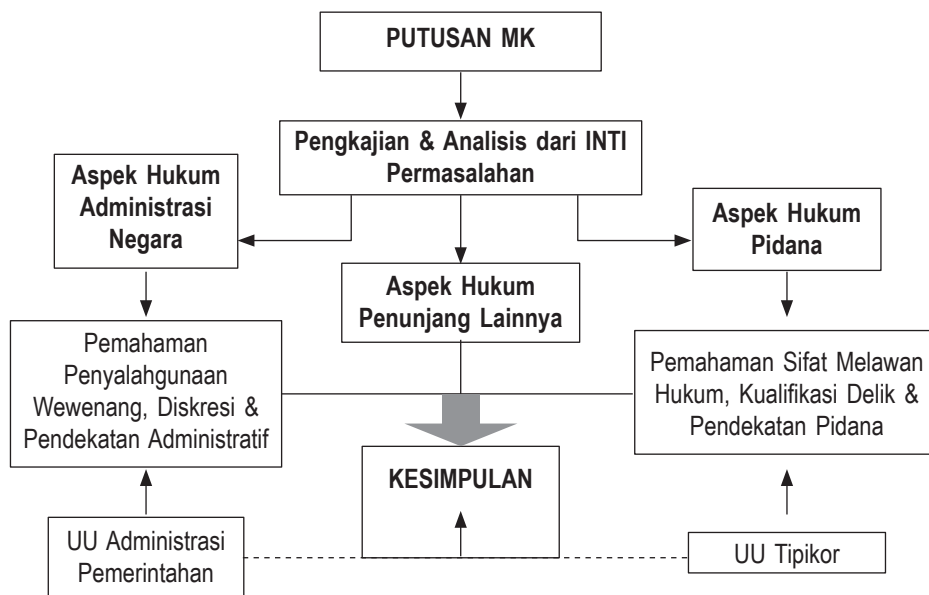 PUTUSAN MK
Pengkajian & Analisis dari INTI
Permasalahan
Aspek Hukum
Administrasi
Negara
Aspek Hukum
Pidana
Aspek Hukum
Penunjang Lainnya
Pemahaman
Penyalahgunaan
Wewenang, Diskresi &
Pendekatan Administratif
Pemahaman Sifat Melawan
Hukum, Kualifikasi Delik &
Pendekatan Pidana
KESIMPULAN
UU Administrasi
Pemerintahan
UU Tipikor